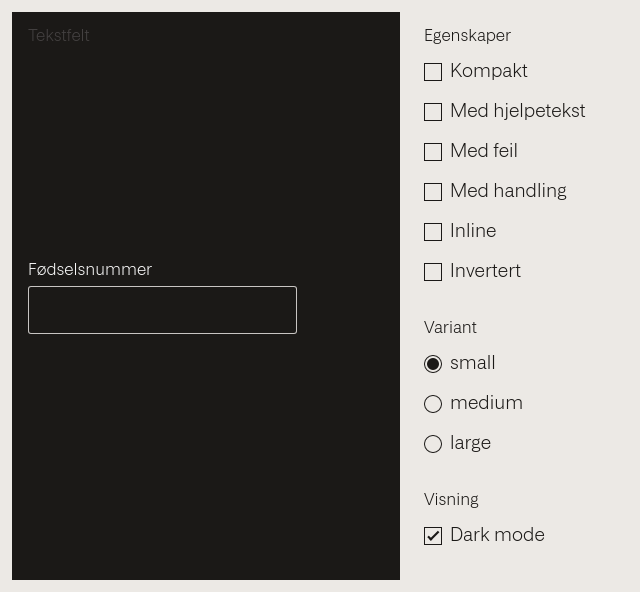 Tekstfelt
Fødselsnummer
Egenskaper
Kompakt
Med hjelpetekst
Med feil
Med handling
Inline
Invertert
Variant
small
medium
large
Visning
Dark mode